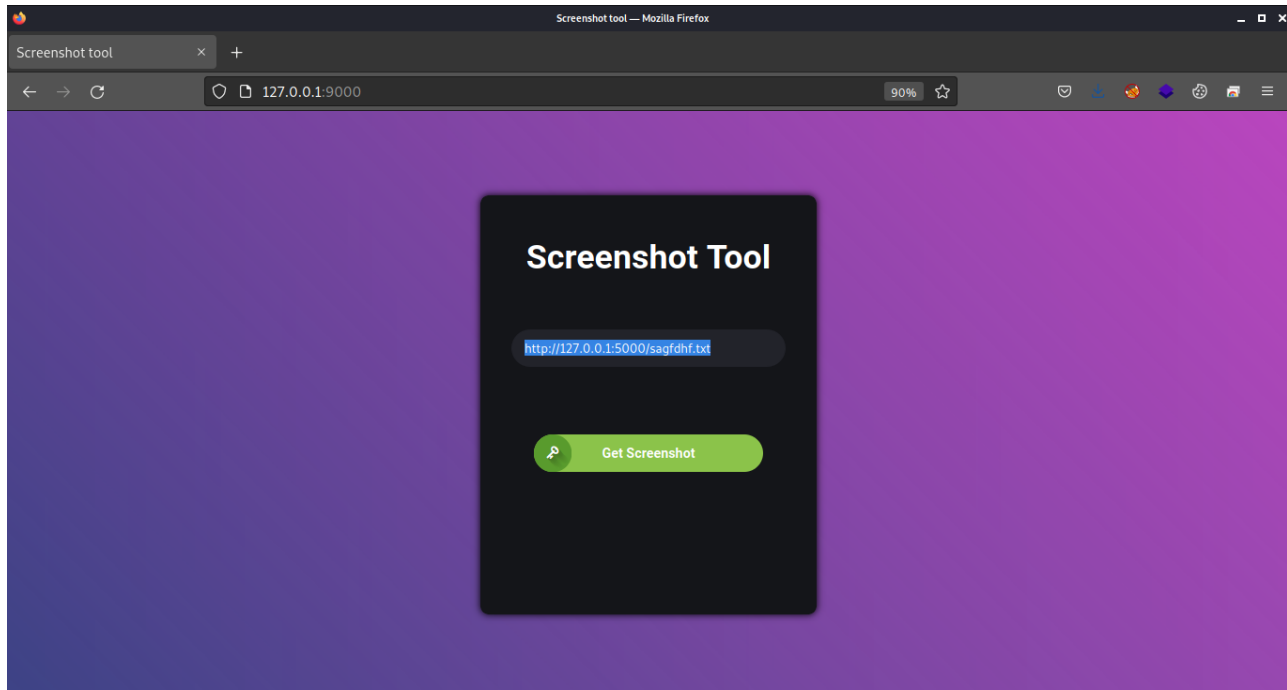 Screenshot tool — Mozilla Firefox
Screenshot tool
127.0.0.1:9000
90%
Screenshot Tool
http://127.0.0.1:5000/sagfdhf.txt
Get Screenshot